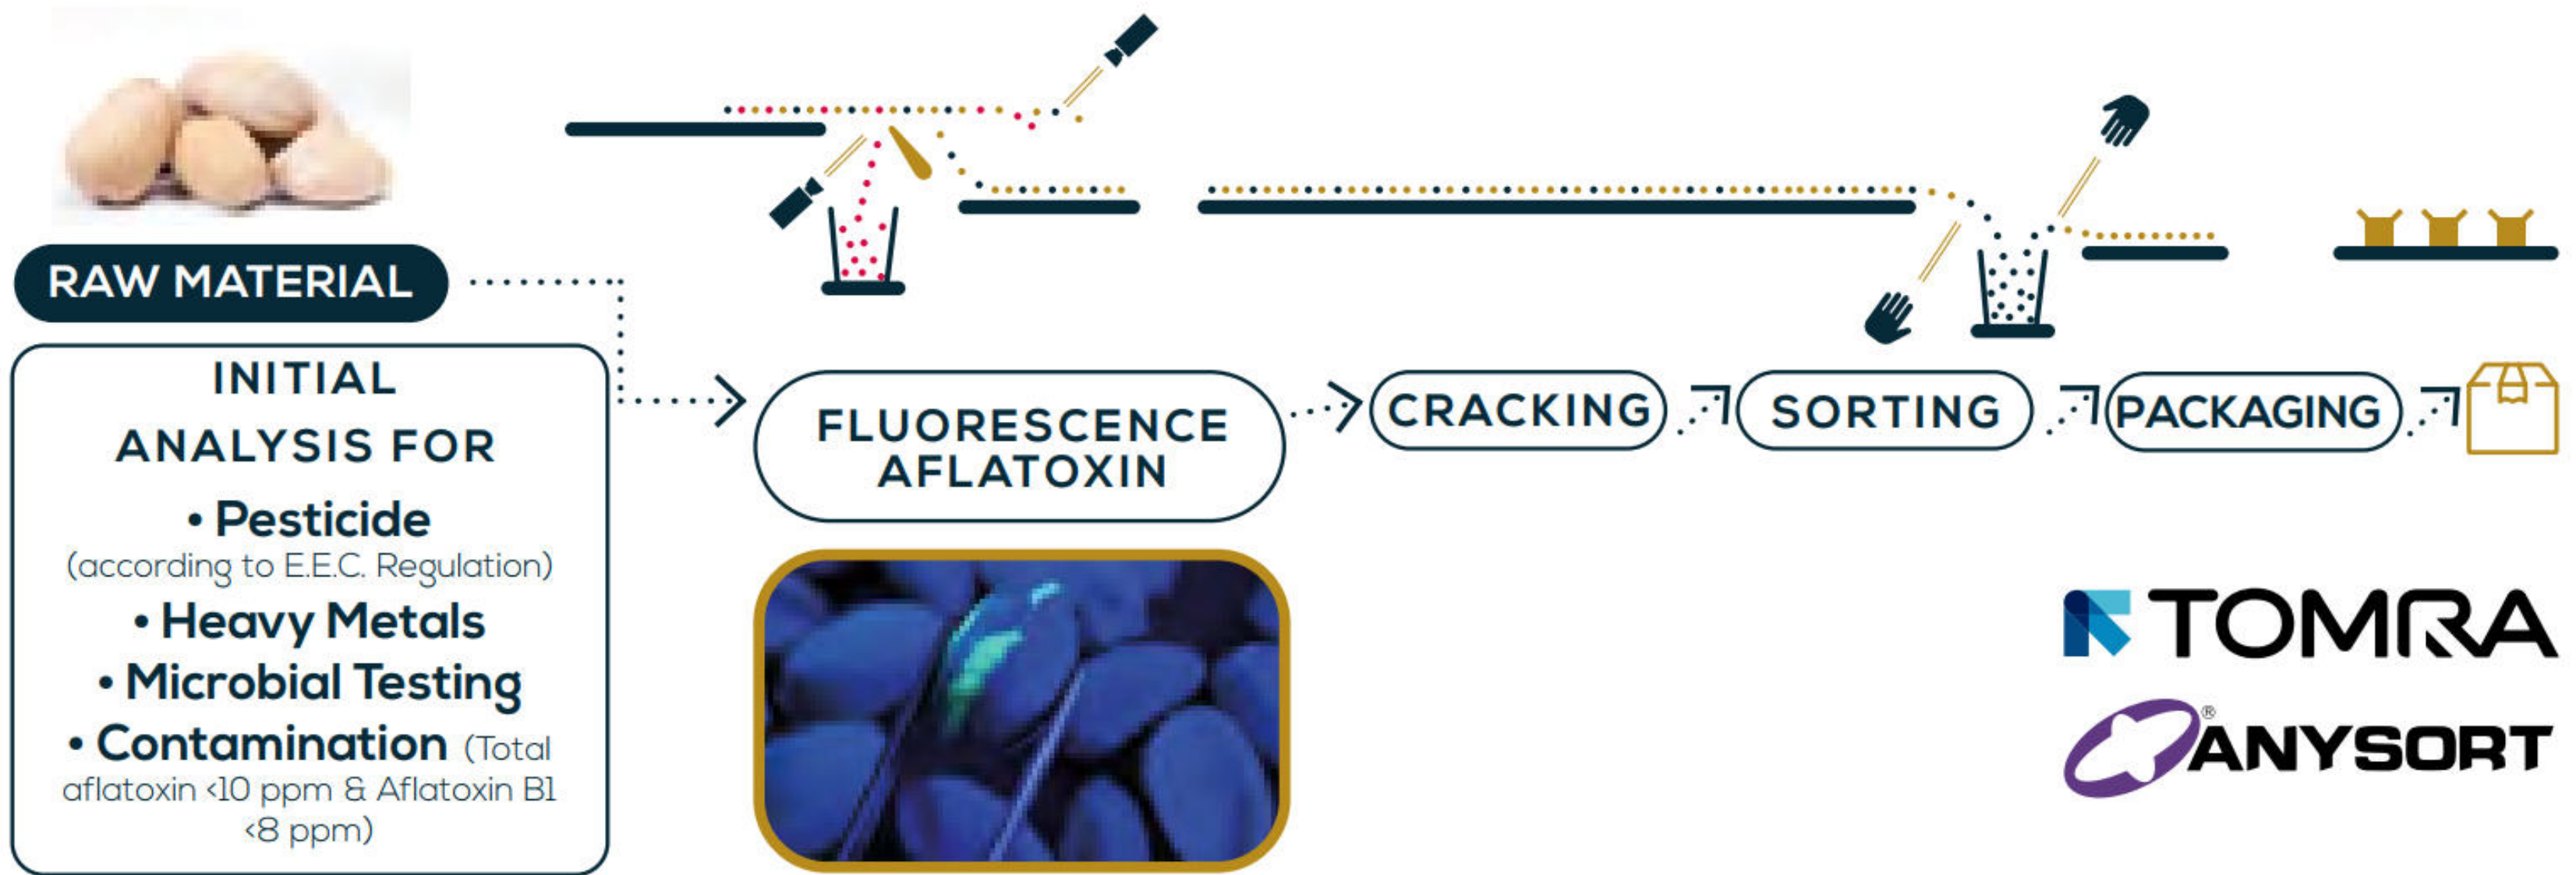 RAW MATERIAL
INITIAL
ANALYSIS FOR
• Pesticide
(according to E.E.C. Regulation)
• Heavy Metals
• Microbial Testing
• Contamination (Total
aflatoxin <10 ppm & Aflatoxin B1
<8 ppm)
FLUORESCENCE
AFLATOXIN
CRACKING
SORTING
PACKAGING
TOMRA
ANYSORT®